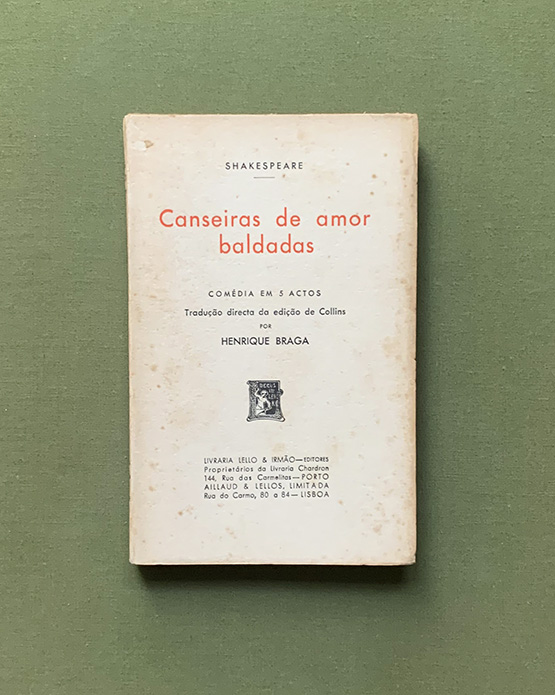 SHAKESPEARE
Canseiras de amor
baldadas
COMÉDIA EM 5 ACTOS
Tradução directa da edição de Collins
POR
HENRIQUE BRAGA
DECUS
LIVRARIA LELLO & IRMÃO—EDITORES
Proprietários da Livraria Chardron
144, Rua das Carmelitas—PORTO
AILLAUD & LELLOS, LIMITADA
Rua do Carmo, 80 a 84—LISBOA